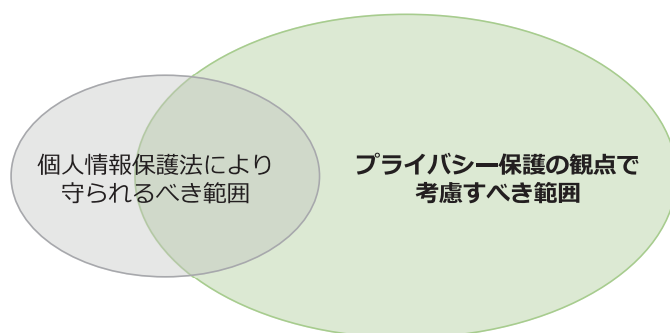 個人情報保護法により
守られるべき範囲
プライバシー保護の観点で
考慮すべき範囲